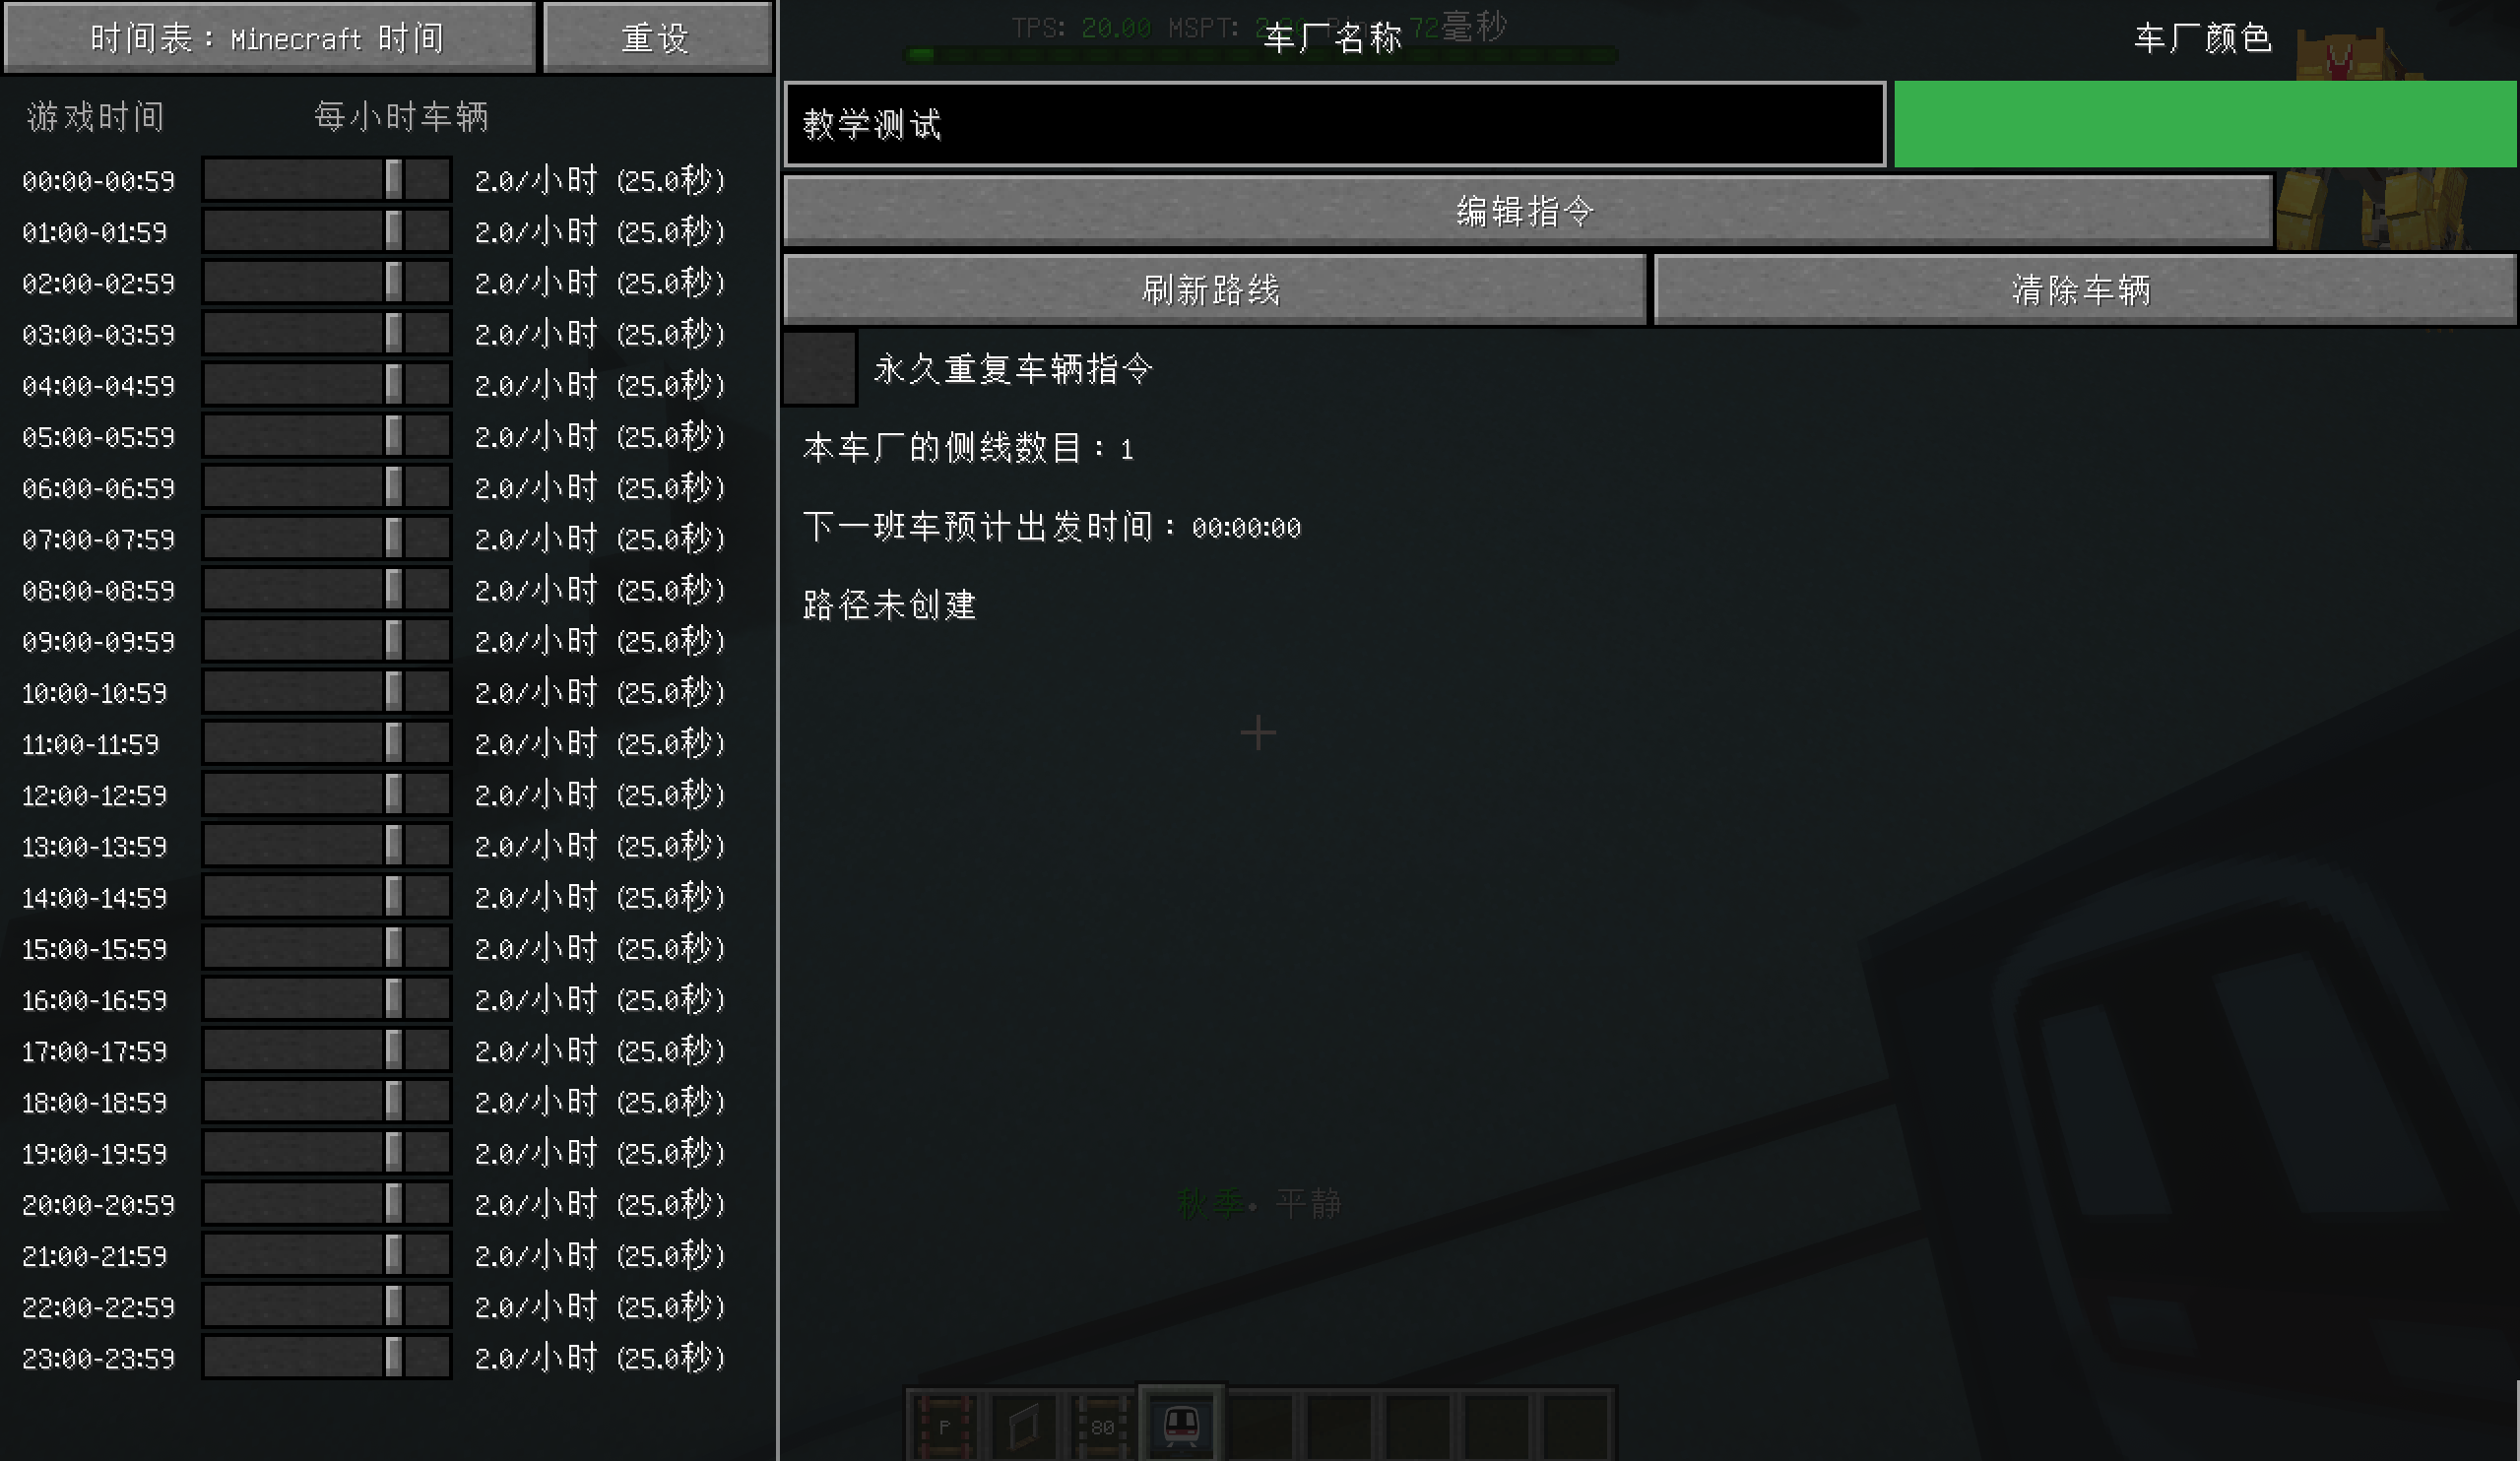 时间表：Minecraft 时间
重设
TPS: 20.00 MSPT: 72毫秒
车厂名称
车厂颜色
游戏时间
每小时车辆
教学测试
编辑指令
刷新路线
清除车辆
永久重复车辆指令
本车厂的侧线数目：1
下一班车预计出发时间：00:00:00
路径未创建
00:00-00:59 2.0/小时 (25.0秒)
01:00-01:59 2.0/小时 (25.0秒)
02:00-02:59 2.0/小时 (25.0秒)
03:00-03:59 2.0/小时 (25.0秒)
04:00-04:59 2.0/小时 (25.0秒)
05:00-05:59 2.0/小时 (25.0秒)
06:00-06:59 2.0/小时 (25.0秒)
07:00-07:59 2.0/小时 (25.0秒)
08:00-08:59 2.0/小时 (25.0秒)
09:00-09:59 2.0/小时 (25.0秒)
10:00-10:59 2.0/小时 (25.0秒)
11:00-11:59 2.0/小时 (25.0秒)
12:00-12:59 2.0/小时 (25.0秒)
13:00-13:59 2.0/小时 (25.0秒)
14:00-14:59 2.0/小时 (25.0秒)
15:00-15:59 2.0/小时 (25.0秒)
16:00-16:59 2.0/小时 (25.0秒)
17:00-17:59 2.0/小时 (25.0秒)
18:00-18:59 2.0/小时 (25.0秒)
19:00-19:59 2.0/小时 (25.0秒)
20:00-20:59 2.0/小时 (25.0秒)
21:00-21:59 2.0/小时 (25.0秒)
22:00-22:59 2.0/小时 (25.0秒)
23:00-23:59 2.0/小时 (25.0秒)
秋季• 平静
P
80